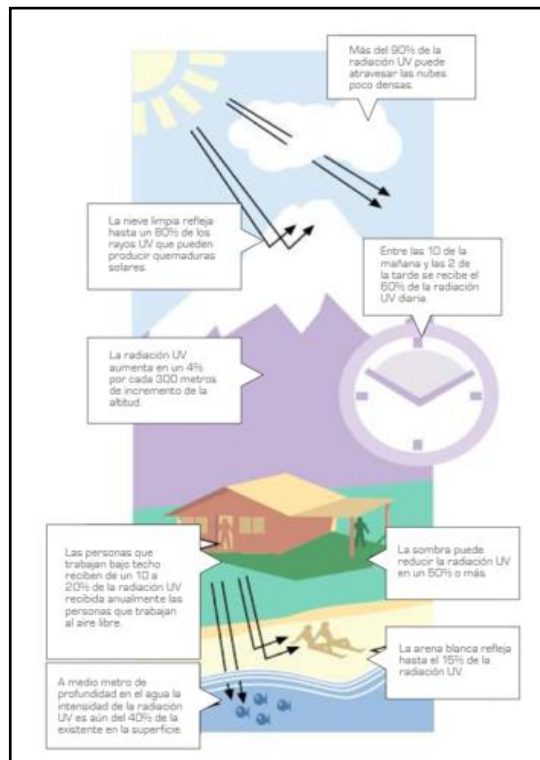 Más del 90% de la
radiación UV puede
atravesar las nubes
poco densas.
La nieve limpia refleja
hasta un 80% de los
rayos UV que pueden
producir quemaduras
solares.
Entre las 10 de la
mañana y las 2 de
la tarde se recibe el
60% de la radiación
UV diaria.
La radiación UV
aumenta en un 4%
por cada 300 metros
de incremento de la
altitud.
Las personas que
trabajan bajo techo
reciben de un 10 a
20% de la radiación UV
recibida anualmente las
personas que trabajan
al aire libre.
La sombra puede
reducir la radiación UV
en un 50% o más.
La arena blanca refleja
hasta el 15% de la
radiación UV.
A medio metro de
profundidad en el agua la
intensidad de la radiación
UV es aún del 40% de la
existente en la superficie.